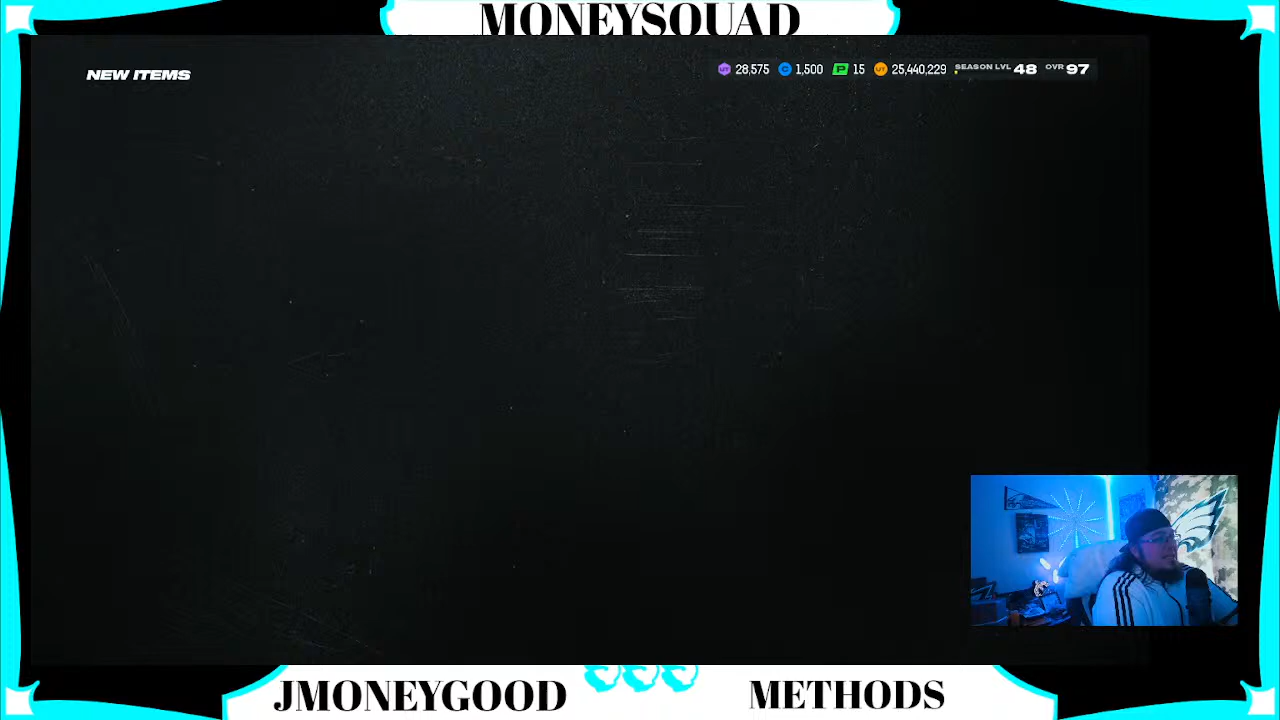 MONEYSQUAD
NEW ITEMS
28,575 1,500 15 25,440,229 SEASON LVL 48 OVR 97
JMONEYGOOD METHODS